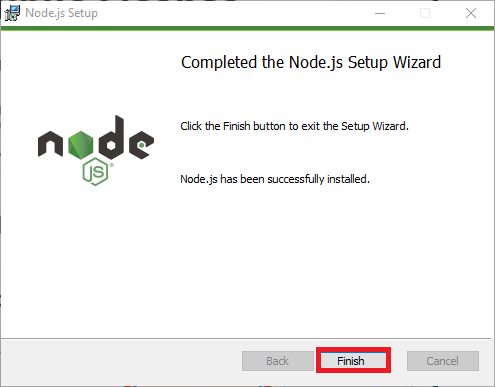 Node.js Setup
Completed the Node.js Setup Wizard
Click the Finish button to exit the Setup Wizard.
node
JS
Node.js has been successfully installed.
Back
Finish
Cancel